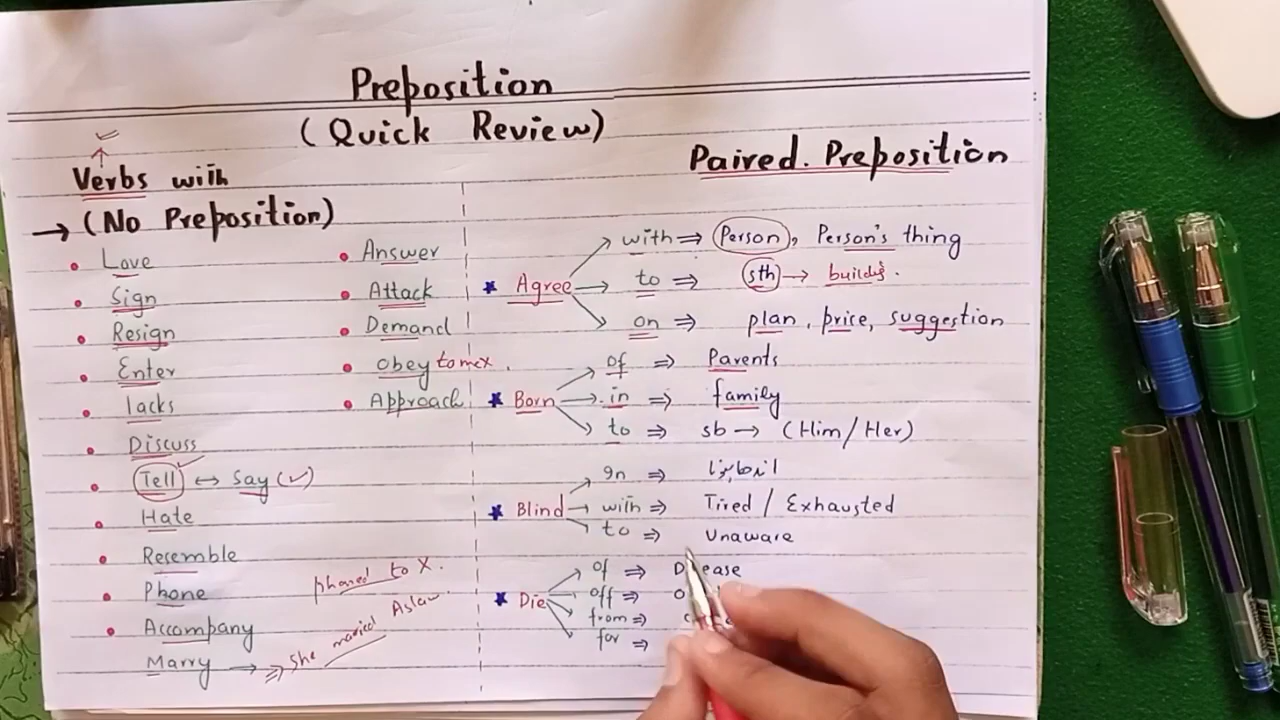 Preposition
(Quick Review)
Verbs with
→ (No Preposition)
• Love
• Sign
• Resign
• Enter
• lacks
• Discuss
• Tell ↔ Say (✓)
• Hate
• Resemble
• Phone
phoned to X.
• Accompany
Marry → ⇒ She married Aslam.
• Answer
• Attack
• Demand
• obey to mex.
• Approach
Paired. Preposition
★ Agree
with ⇒ Person, Person's thing
to ⇒ sth →
on ⇒ plan, price, suggestion
★ Born
of ⇒ Parents
in ⇒ family
to ⇒ sb → (Him/Her)
★ Blind
in ⇒
with ⇒ Tired / Exhausted
to ⇒ Unaware
★ Die
of ⇒
off ⇒
from ⇒
for ⇒